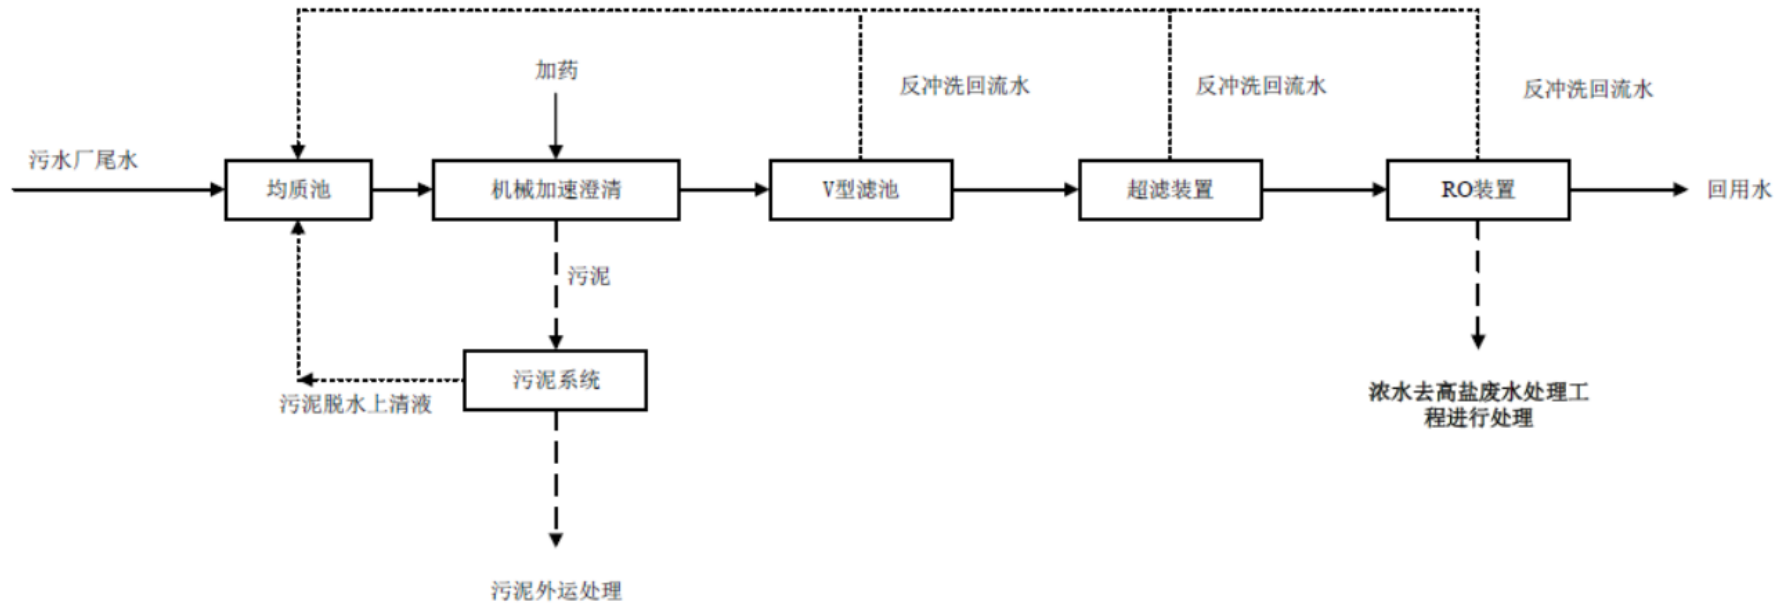 加药
反冲洗回流水
反冲洗回流水
反冲洗回流水
污水厂尾水
均质池
机械加速澄清
V型滤池
超滤装置
RO装置
回用水
污泥
污泥系统
污泥脱水上清液
浓水去高盐废水处理工
程进行处理
污泥外运处理